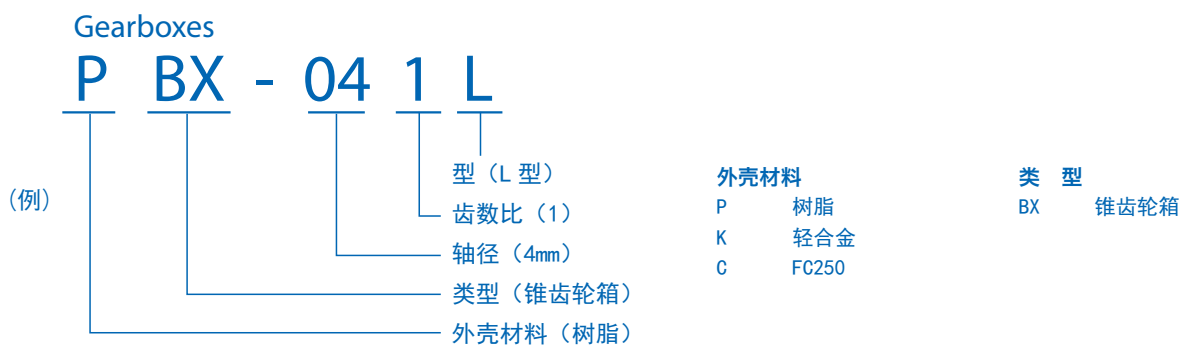 Gearboxes
P BX - 04 1 L
(例)
型（L 型）
齿数比（1）
轴径（4mm）
类型（锥齿轮箱）
外壳材料（树脂）
外壳材料
P 树脂
K 轻合金
C FC250
类 型
BX 锥齿轮箱